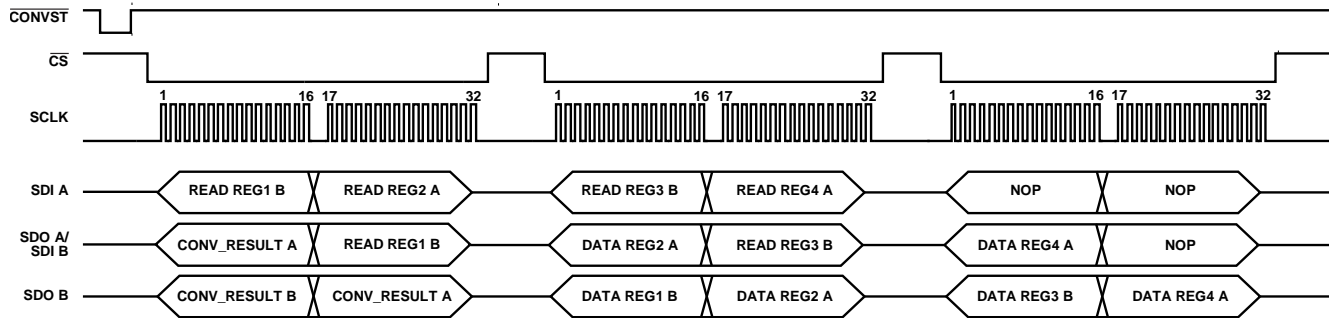 CONVST
CS
1 16 17 32 1 16 17 32 1 16 17 32
SCLK
SDI A READ REG1 B READ REG2 A READ REG3 B READ REG4 A NOP NOP
SDO A/
SDI B CONV_RESULT A READ REG1 B DATA REG2 A READ REG3 B DATA REG4 A NOP
SDO B CONV_RESULT B CONV_RESULT A DATA REG1 B DATA REG2 A DATA REG3 B DATA REG4 A